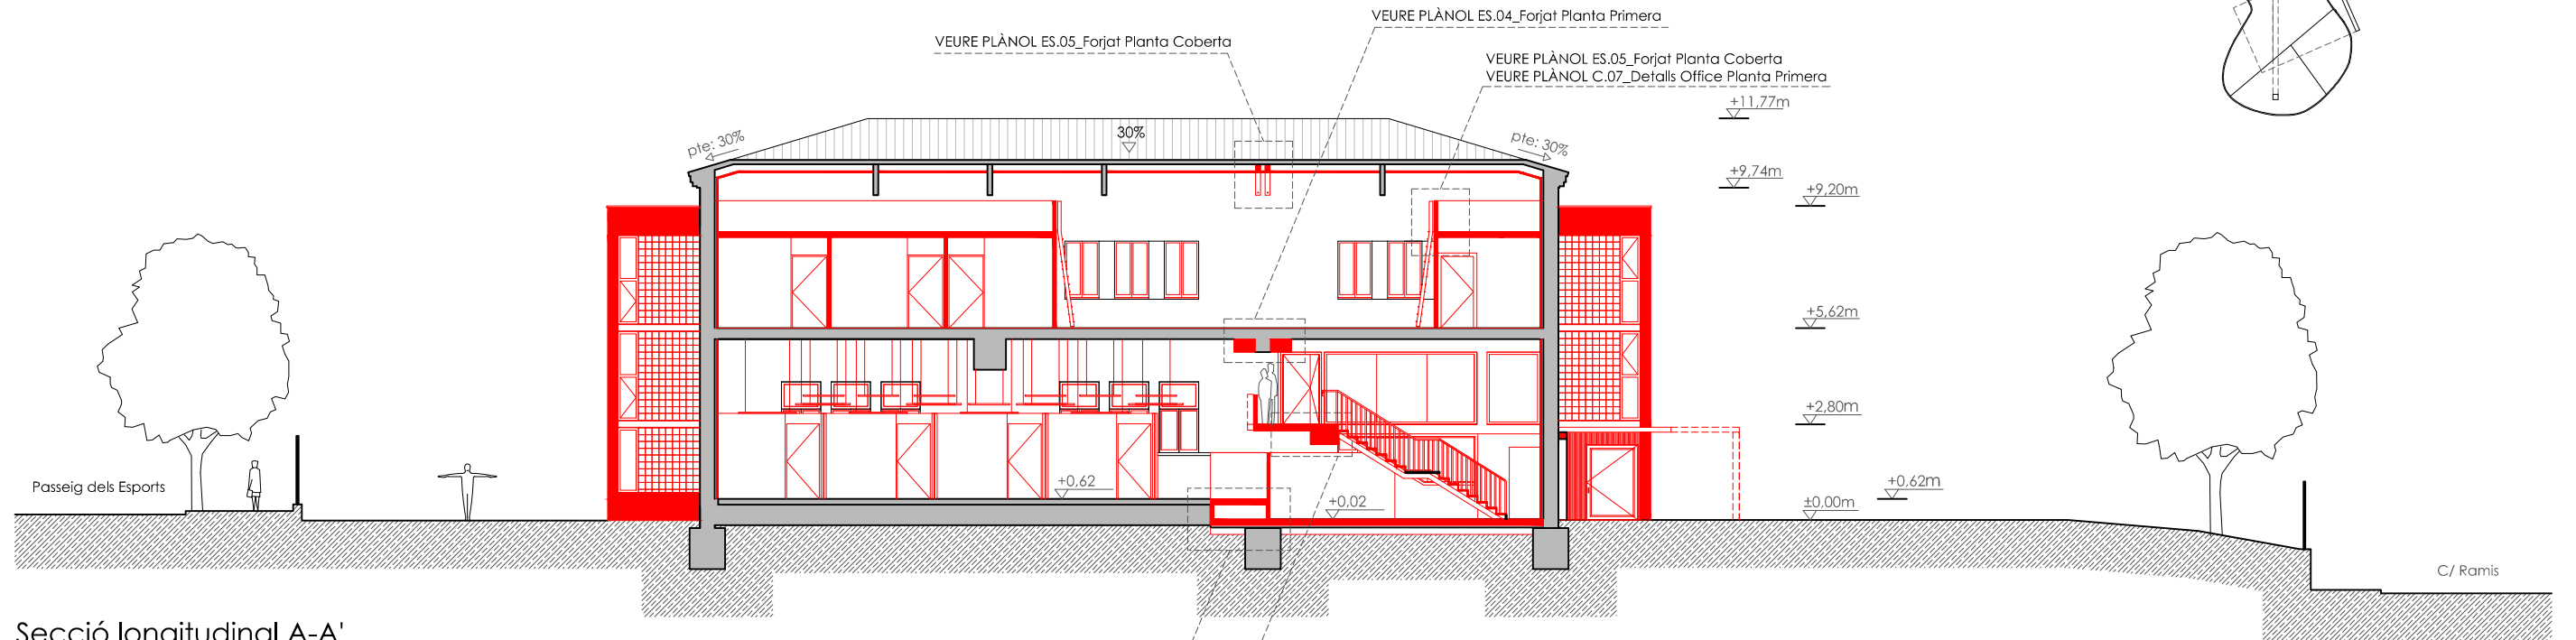 VEURE PLÀNOL ES.04_Forjat Planta Primera
VEURE PLÀNOL ES.05_Forjat Planta Coberta
VEURE PLÀNOL ES.05_Forjat Planta Coberta
VEURE PLÀNOL C.07_Detalls Office Planta Primera
+11,77m
pte: 30%
30%
pte: 30%
+9,74m
+9,20m
+5,62m
+2,80m
Passeig dels Esports
+0,62
+0,02
+0,62m
±0,00m
C/ Ramis
Secció longitudinal A-A'